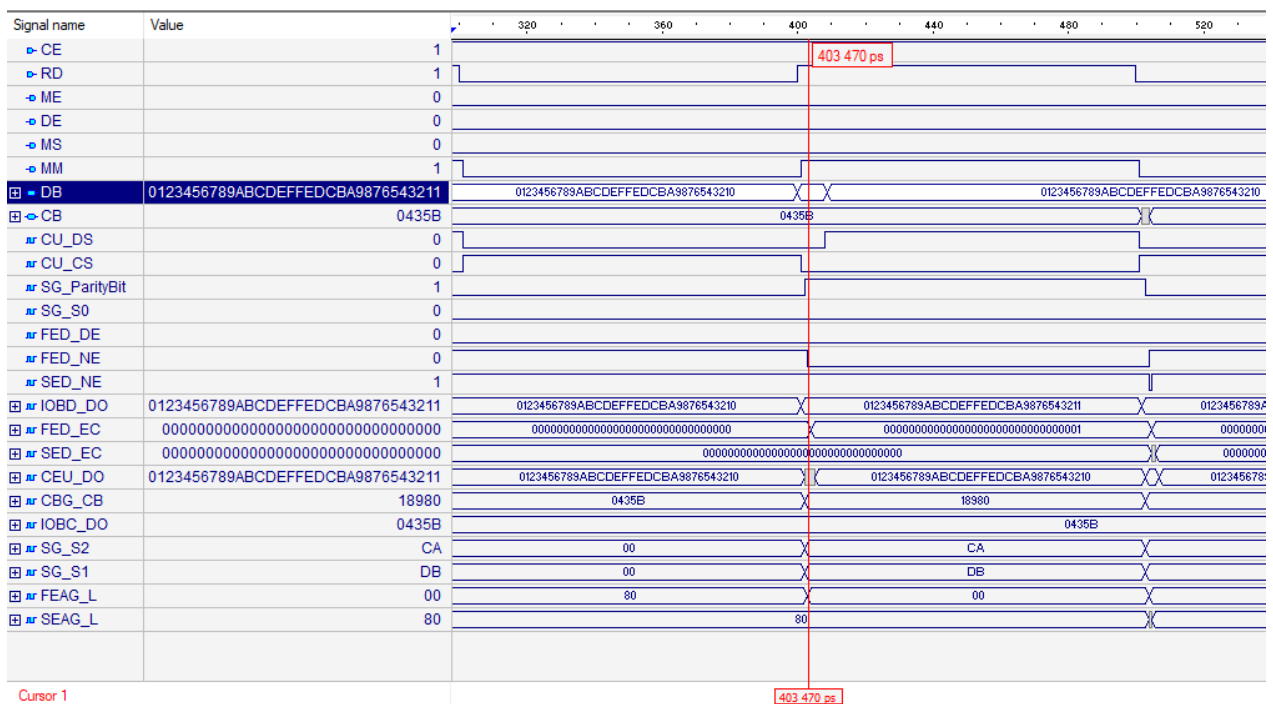 Signal name Value 320 360 400 440 480 520
CE 1 403 470 ps
RD 1
ME 0
DE 0
MS 0
MM 1
DB 0123456789ABCDEFFEDCBA9876543211 0123456789ABCDEFFEDCBA9876543210 0123456789ABCDEFFEDCBA9876543210
CB 0435B 0435B
CU_DS 0
CU_CS 0
SG_ParityBit 1
SG_S0 0
FED_DE 0
FED_NE 0
SED_NE 1
IOBD_DO 0123456789ABCDEFFEDCBA9876543211 0123456789ABCDEFFEDCBA9876543210 0123456789ABCDEFFEDCBA9876543211 0123456789A
FED_EC 00000000000000000000000000000000 00000000000000000000000000000000 00000000000000000000000000000001 0000000
SED_EC 00000000000000000000000000000000 00000000000000000000000000000000 0000000
CEU_DO 0123456789ABCDEFFEDCBA9876543211 0123456789ABCDEFFEDCBA9876543210 0123456789ABCDEFFEDCBA9876543210 012345678
CBG_CB 18980 0435B 18980
IOBC_DO 0435B 0435B
SG_S2 CA 00 CA
SG_S1 DB 00 DB
FEAG_L 00 80 00
SEAG_L 80 80
Cursor 1 403 470 ps